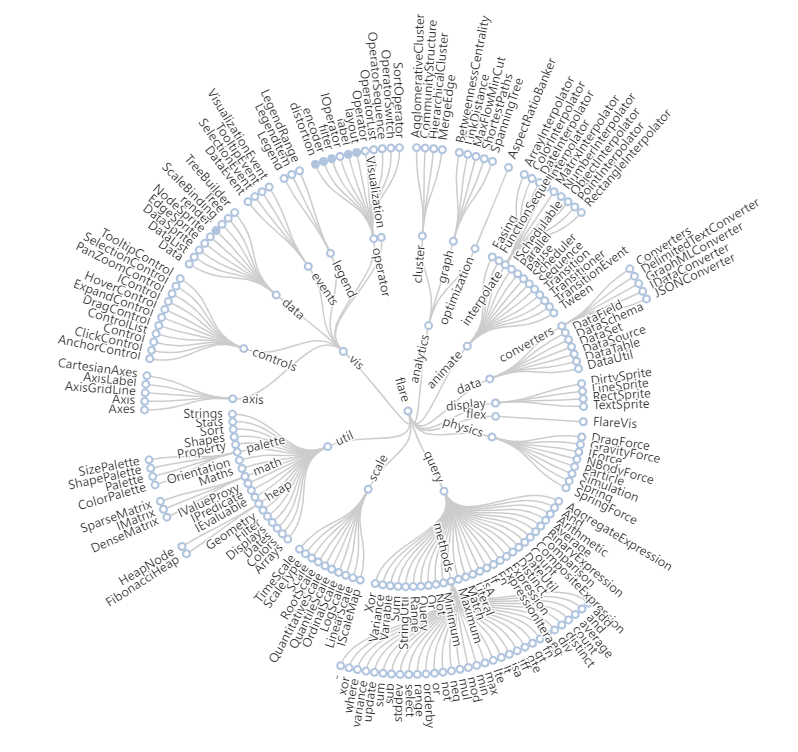 flare
analytics
cluster
AgglomerativeCluster
CommunityStructure
HierarchicalCluster
MergeEdge
graph
BetweennessCentrality
LinkDistance
MaxFlowMinCut
ShortestPaths
SpanningTree
optimization
AspectRatioBanker
animate
Easing
FunctionSequence
interpolate
ArrayInterpolator
ColorInterpolator
DateInterpolator
Interpolator
MatrixInterpolator
NumberInterpolator
ObjectInterpolator
PointInterpolator
RectangleInterpolator
ISchedulable
Parallel
Pause
Scheduler
Sequence
Transition
Transitioner
TransitionEvent
Tween
data
converters
Converters
DelimitedTextConverter
GraphMLConverter
IDataConverter
JSONConverter
DataField
DataSchema
DataSet
DataSource
DataTable
DataUtil
display
DirtySprite
LineSprite
RectSprite
TextSprite
flex
FlareVis
physics
DragForce
GravityForce
IForce
NBodyForce
Particle
Simulation
Spring
SpringForce
query
AggregateExpression
And
Arithmetic
Average
BinaryExpression
Comparison
CompositeExpression
Count
DateUtil
Distinct
Expression
ExpressionIterator
Fn
If
IsA
Literal
Match
Maximum
methods
add
and
average
count
distinct
div
eq
fn
gt
gte
iff
isa
lt
lte
max
min
mod
mul
neq
not
or
orderby
range
select
stddev
sub
sum
update
variance
where
xor
_
Minimum
Not
Or
Query
Range
StringUtil
Sum
Variable
Variance
Xor
scale
IScaleMap
LinearScale
LogScale
OrdinalScale
QuantileScale
QuantitativeScale
RootScale
Scale
ScaleType
TimeScale
util
Arrays
Colors
Dates
Displays
Filter
Geometry
heap
FibonacciHeap
HeapNode
IEvaluable
IPredicate
IValueProxy
math
DenseMatrix
IMatrix
SparseMatrix
Maths
Orientation
palette
ColorPalette
Palette
ShapePalette
SizePalette
Property
Shapes
Sort
Stats
Strings
vis
axis
Axes
Axis
AxisGridLine
AxisLabel
CartesianAxes
controls
AnchorControl
ClickControl
Control
ControlList
DragControl
ExpandControl
HoverControl
IControl
PanZoomControl
SelectionControl
TooltipControl
data
Data
DataList
DataSprite
EdgeSprite
NodeSprite
render
ScaleBinding
Tree
TreeBuilder
events
DataEvent
SelectionEvent
TooltipEvent
VisualizationEvent
legend
Legend
LegendItem
LegendRange
operator
distortion
encoder
filter
IOperator
label
layout
Operator
OperatorList
OperatorSequence
OperatorSwitch
SortOperator
Visualization